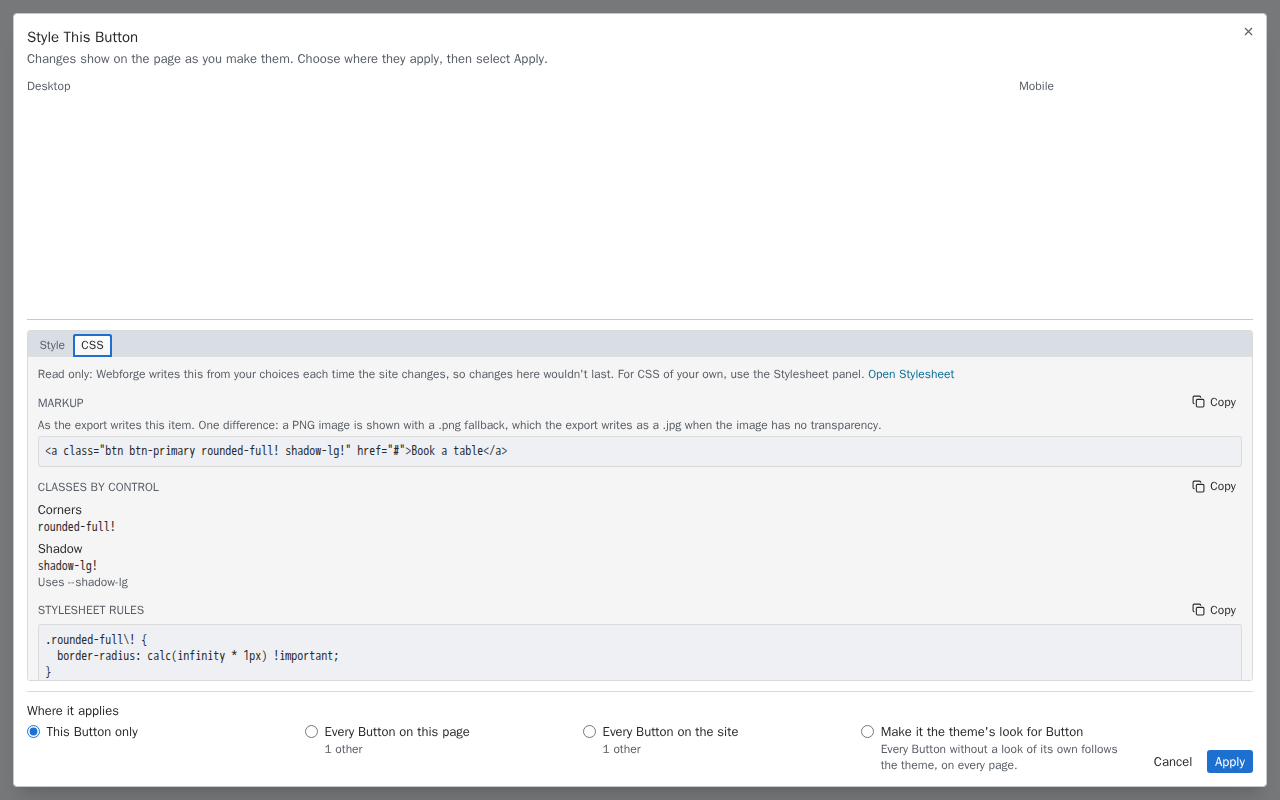 Style This Button
Changes show on the page as you make them. Choose where they apply, then select Apply.
Desktop
Mobile
Style
CSS
Read only: Webforge writes this from your choices each time the site changes, so changes here wouldn't last. For CSS of your own, use the Stylesheet panel. Open Stylesheet
MARKUP
Copy
As the export writes this item. One difference: a PNG image is shown with a .png fallback, which the export writes as a .jpg when the image has no transparency.
<a class="btn btn-primary rounded-full! shadow-lg!" href="#">Book a table</a>
CLASSES BY CONTROL
Copy
Corners
rounded-full!
Shadow
shadow-lg!
Uses --shadow-lg
STYLESHEET RULES
Copy
.rounded-full\! {
border-radius: calc(infinity * 1px) !important;
}
Where it applies
This Button only
Every Button on this page
1 other
Every Button on the site
1 other
Make it the theme's look for Button
Every Button without a look of its own follows
the theme, on every page.
Cancel
Apply